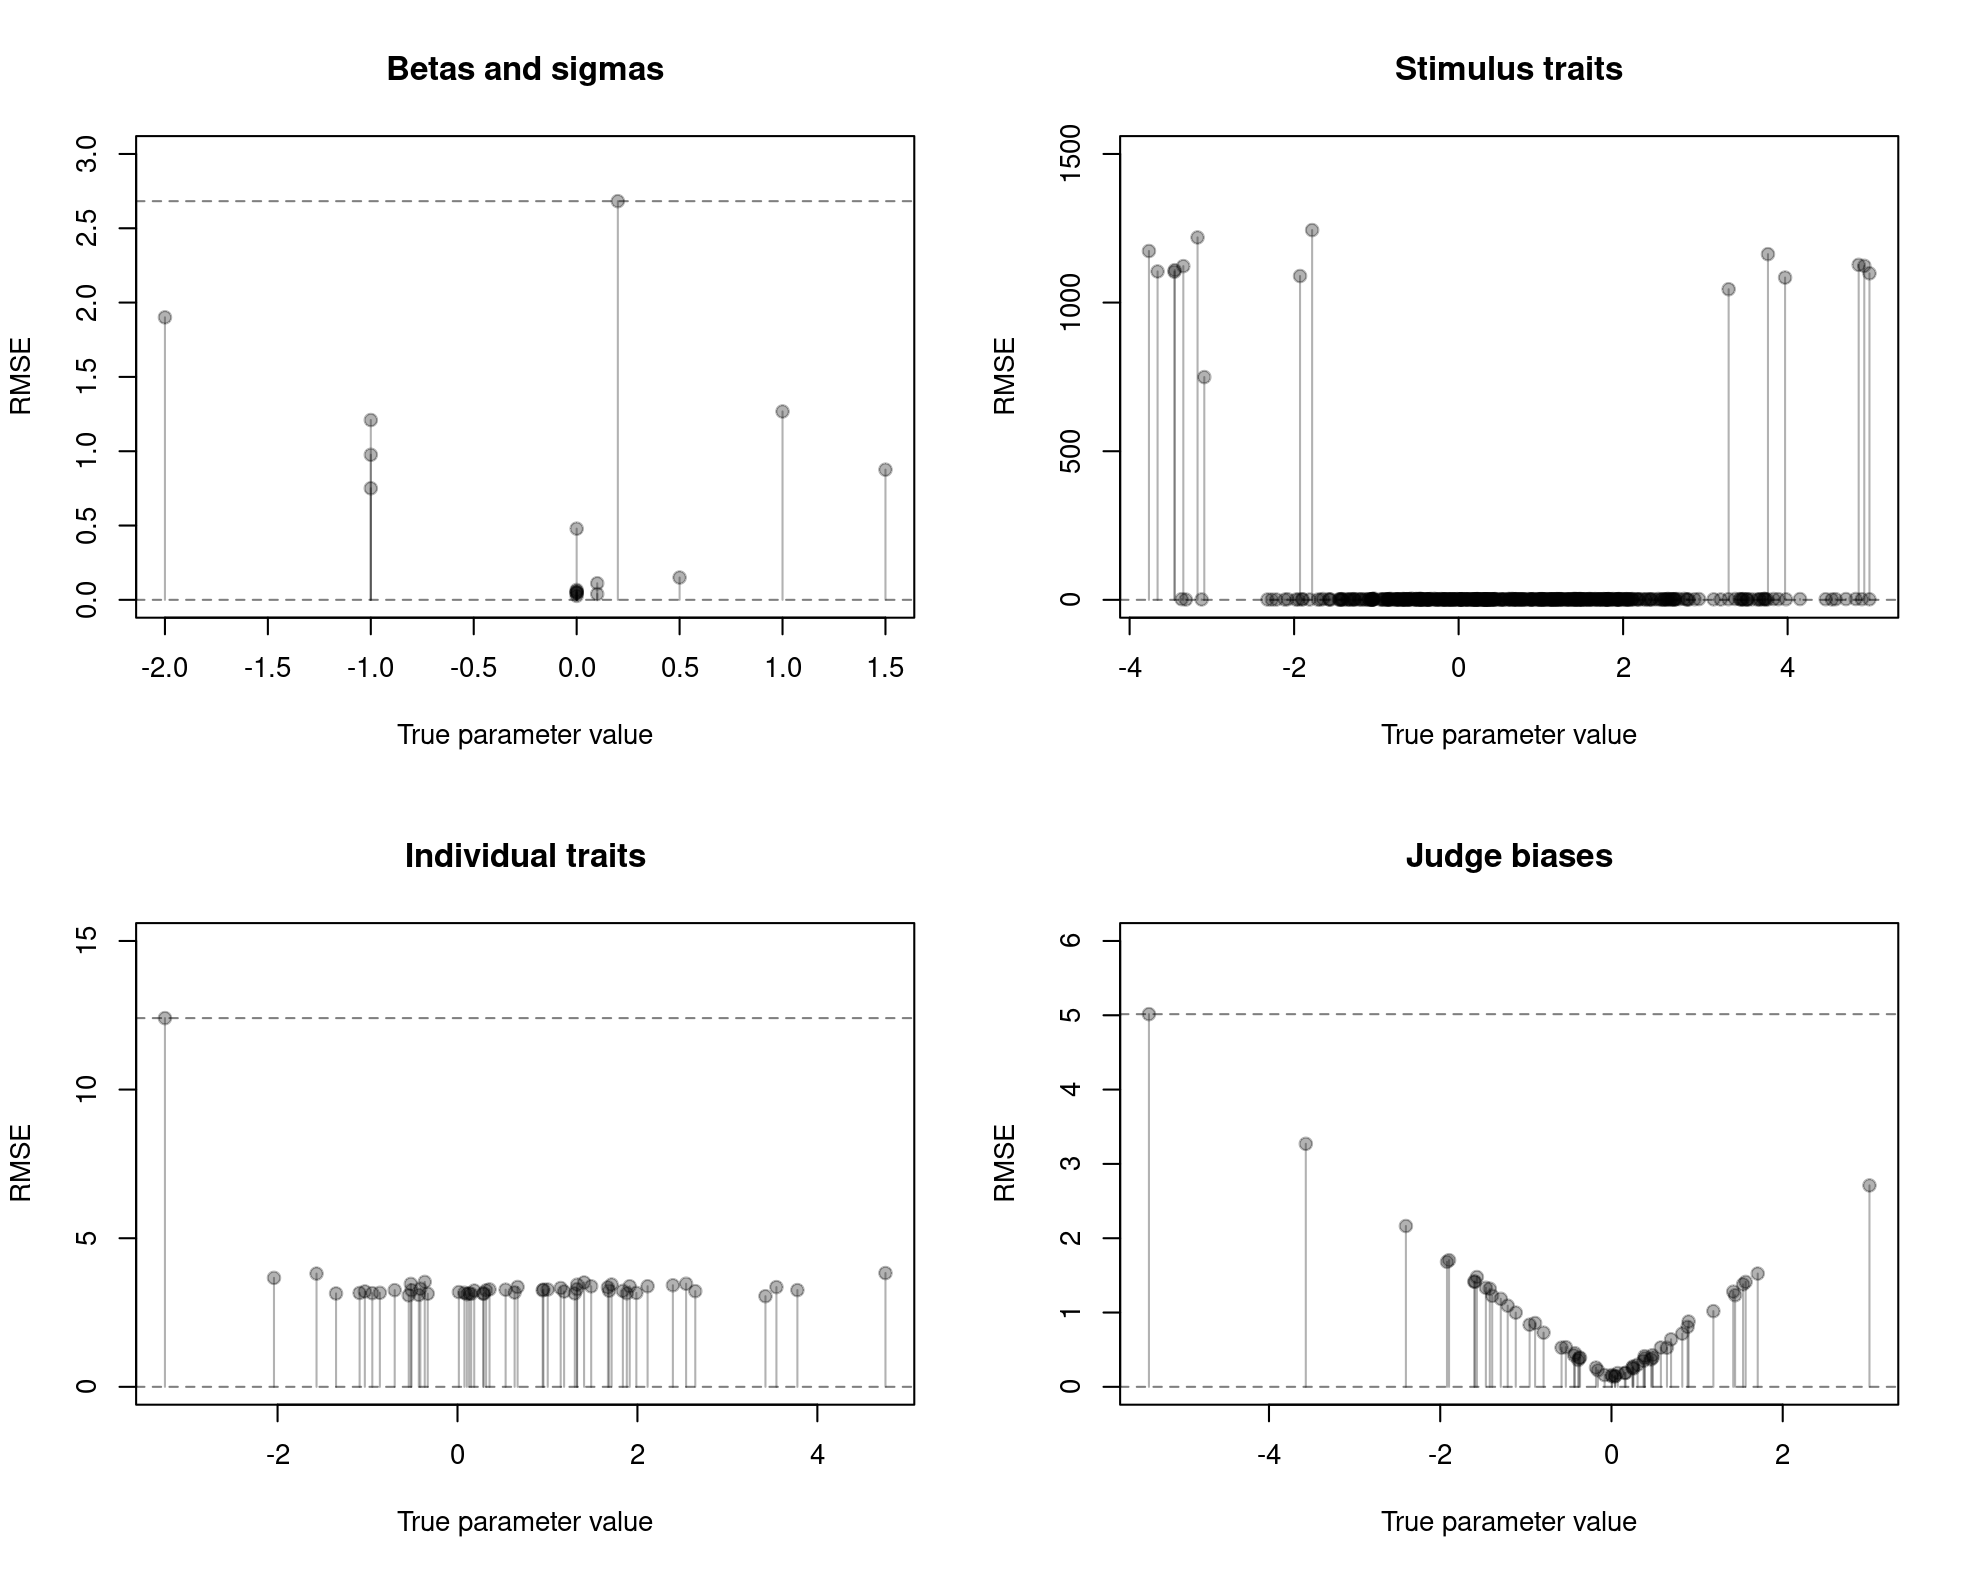 Betas and sigmas
RMSE
3.0
2.5
2.0
1.5
1.0
0.5
0.0
-2.0 -1.5 -1.0 -0.5 0.0 0.5 1.0 1.5
True parameter value
Stimulus traits
RMSE
1500
1000
500
0
-4 -2 0 2 4
True parameter value
Individual traits
RMSE
15
10
5
0
-2 0 2 4
True parameter value
Judge biases
RMSE
6
5
4
3
2
1
0
-4 -2 0 2
True parameter value